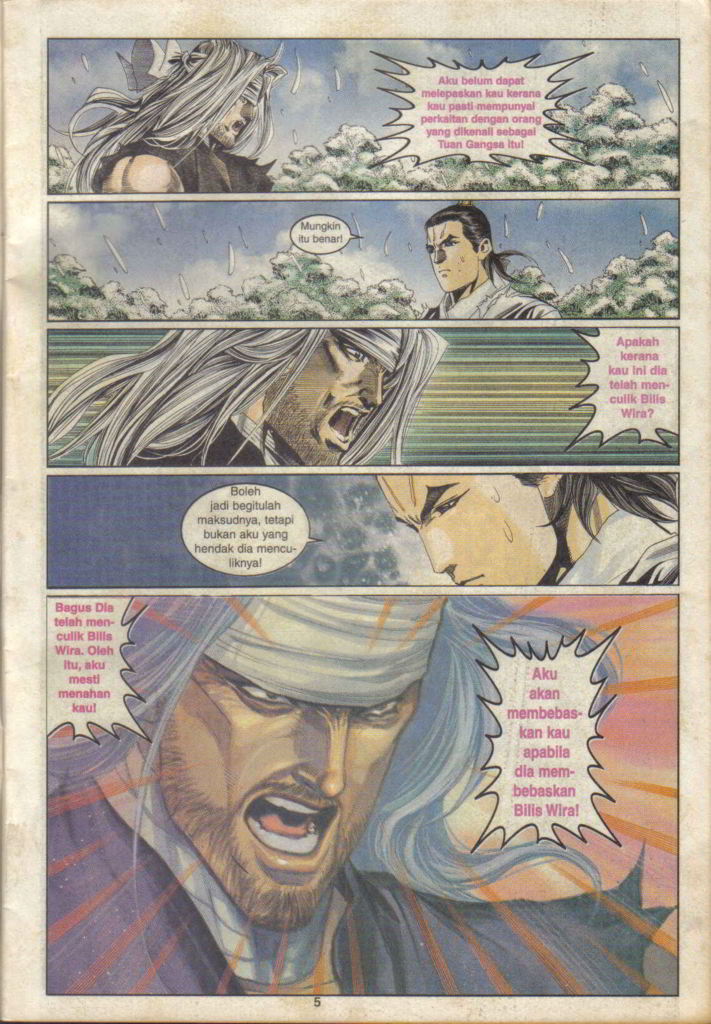 Aku belum dapat
melepaskan kau kerana
kau pasti mempunyai
perkaitan dengan orang
yang dikenali sebagai
Tuan Gangsa itu!
Mungkin
itu benar!
Apakah
kerana
kau ini dia
telah men-
culik Bilis
Wira?
Boleh
jadi begitulah
maksudnya, tetapi
bukan aku yang
hendak dia mencu-
liknya!
Bagus Dia
telah men-
culik Bilis
Wira. Oleh
itu, aku
mesti
menahan
kau!
Aku
akan
membebas-
kan kau
apabila
dia mem-
bebaskan
Bilis Wira!
5